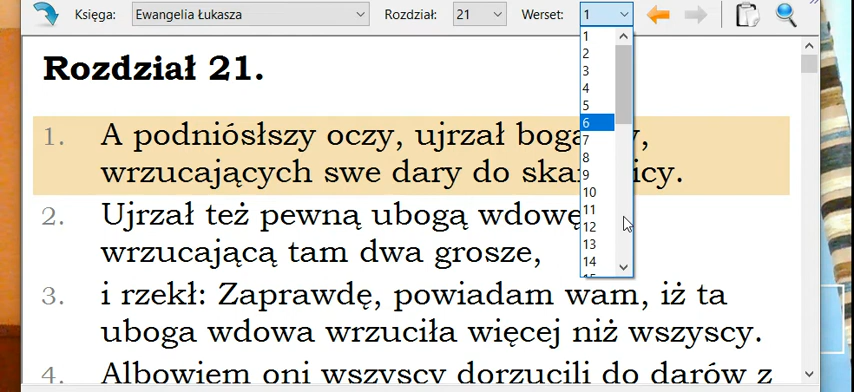 Księga: Ewangelia Łukasza Rozdział: 21 Werset: 1
1
2
3
4
5
6
7
8
9
10
11
12
13
14
Rozdział 21.
1. A podniósłszy oczy, ujrzał
wrzucających swe dary do
2. Ujrzał też pewną ubogą wdowę
wrzucającą tam dwa grosze,
3. i rzekł: Zaprawdę, powiadam wam, iż ta
uboga wdowa wrzuciła więcej niż wszyscy.
4. Albowiem oni wszyscy dorzucili do darów z